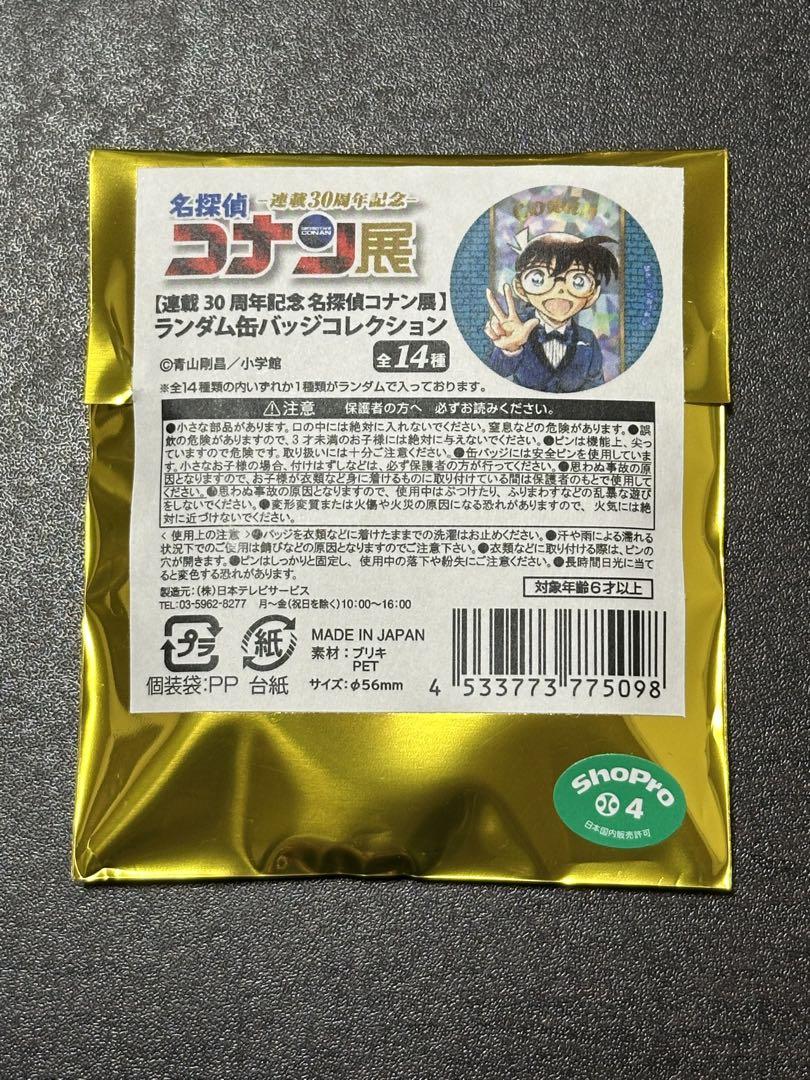 -連載30周年記念-
名探偵
コナン展
DETECTIVE CONAN
【連載 30 周年記念 名探偵コナン展】
ランダム缶バッジコレクション
©青山剛昌／小学館
全14種
※全14種類の内いずれか1種類がランダムで入っております。
⚠注意 保護者の方へ 必ずお読みください。
●小さな部品があります。口の中には絶対に入れないでください。窒息などの危険があります。●誤
飲の危険がありますので、3才未満のお子様には絶対に与えないでください。●ピンは機能上、尖っ
ていますので危険です。取り扱いには十分ご注意ください。●缶バッジには安全ピンを使用していま
す。小さなお子様の場合、付けはずしなどは、必ず保護者の方が行ってください。●思わぬ事故の原
因となりますので、お子様が衣類など身に着けるものに取り付けている間は保護者のもとで使用して
ください。●思わぬ事故の原因となりますので、使用中はぶつけたり、ふりまわすなどの乱暴な遊び
をしないでください。●変形変質または火傷や火災の原因になる恐れがありますので、火気には絶
対に近づけないでください。
＜使用上の注意＞●バッジを衣類などに着けたままでの洗濯はお止めください。●汗や雨による濡れる
状況下でのご使用は錆びなどの原因となりますのでご注意下さい。●衣類などに取り付ける際は、ピンの
穴が開きます。●ピンはしっかりと固定し、使用中の落下や紛失にご注意ください。●長時間日光に当て
ると変色する恐れがあります。
製造元：(株)日本テレビサービス
TEL:03-5962-8277 月～金(祝日を除く)10:00～16:00
対象年齢6才以上
プラ
紙
個装袋：PP 台紙
MADE IN JAPAN
素材：ブリキ
PET
サイズ：φ56mm
4 533773 775098
ShoPro
4
日本国内販売許可